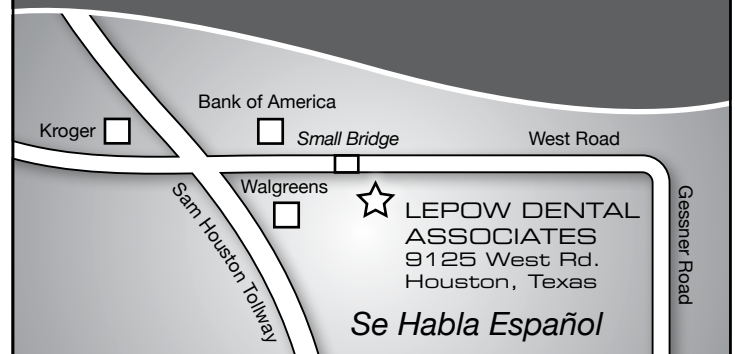 Bank of America
Kroger
Small Bridge
West Road
Walgreens
Sam Houston Tollway
Gessner Road
LEPOW DENTAL
ASSOCIATES
9125 West Rd.
Houston, Texas
Se Habla Español